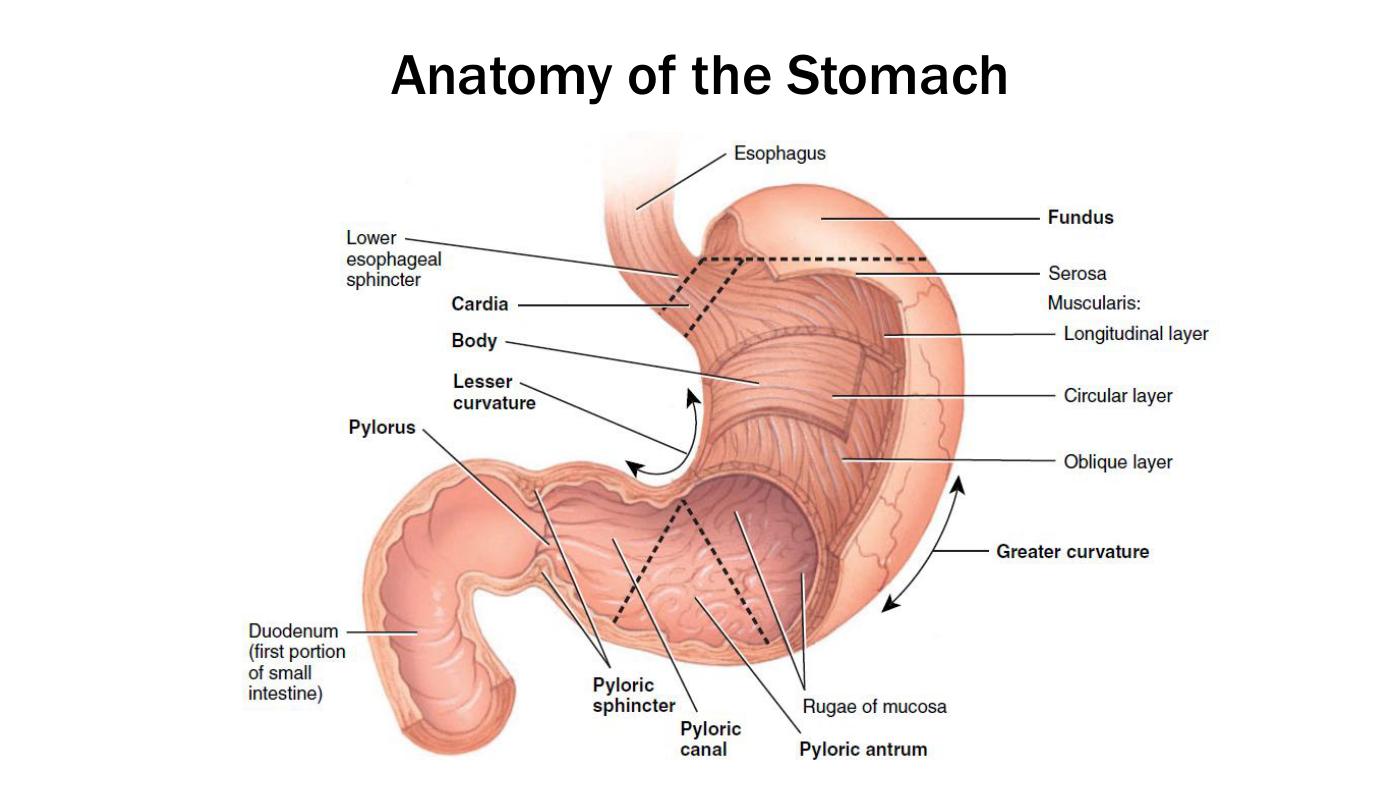 Anatomy of the Stomach
Esophagus
Fundus
Lower
esophageal
sphincter
Serosa
Cardia
Muscularis:
Longitudinal layer
Body
Lesser
curvature
Circular layer
Pylorus
Oblique layer
Greater curvature
Duodenum
(first portion
of small
intestine)
Pyloric
sphincter
Rugae of mucosa
Pyloric
canal
Pyloric antrum